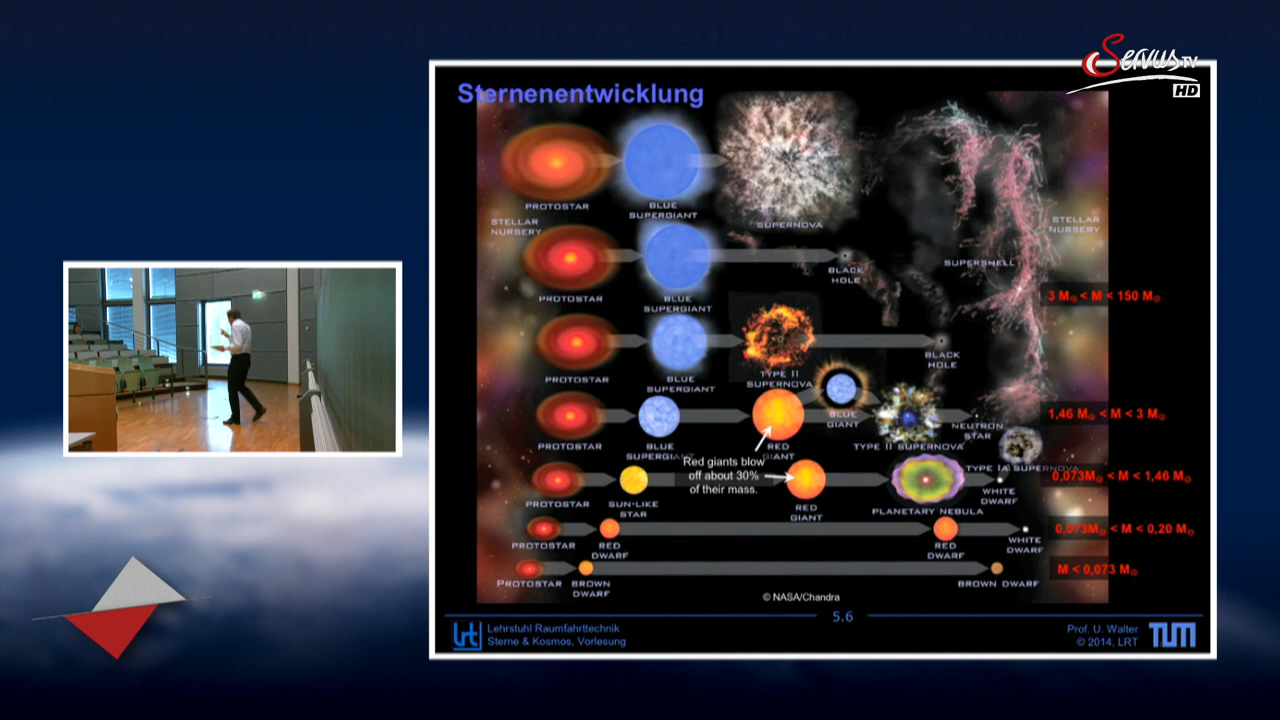 ServusTV
HD
Sternenentwicklung
PROTOSTAR
BLUE
SUPERGIANT
SUPERNOVA
STELLAR
NURSERY
STELLAR
NURSERY
PROTOSTAR
BLUE
SUPERGIANT
BLACK
HOLE
SUPERSHELL
3 M☉ < M < 150 M☉
PROTOSTAR
BLUE
SUPERGIANT
TYPE II
SUPERNOVA
BLACK
HOLE
PROTOSTAR
BLUE
SUPERGIANT
RED
GIANT
BLUE
GIANT
TYPE II SUPERNOVA
NEUTRON
STAR
1,46 M☉ < M < 3 M☉
Red giants blow
off about 30%
of their mass.
TYPE IA SUPERNOVA
PROTOSTAR
SUN-LIKE
STAR
RED
GIANT
PLANETARY NEBULA
WHITE
DWARF
0,073M☉ < M < 1,46 M☉
PROTOSTAR
RED
DWARF
RED
DWARF
WHITE
DWARF
0,073M☉ < M < 0,20 M☉
PROTOSTAR
BROWN
DWARF
BROWN DWARF
M < 0,073 M☉
© NASA/Chandra
5.6
lrt
Lehrstuhl Raumfahrttechnik
Sterne & Kosmos, Vorlesung
Prof. U. Walter
© 2014, LRT
TUM